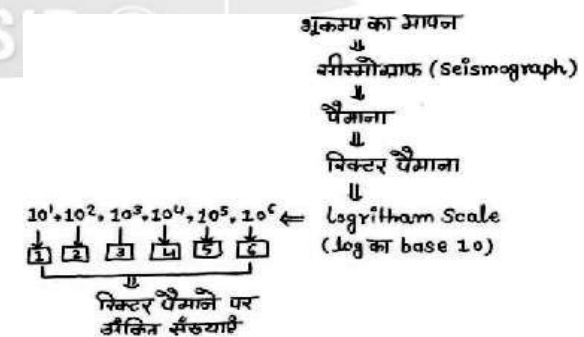 भूकम्प का मापन
⇓
सीस्मोग्राफ (Seismograph)
⇓
पैमाना
⇓
रिक्टर पैमाना
⇓
10¹, 10², 10³, 10⁴, 10⁵, 10⁶ ⇐ Logritham Scale
(log का base 10)
1 2 3 4 5 6
⇓
रिक्टर पैमाने पर
अंकित संख्याएँ